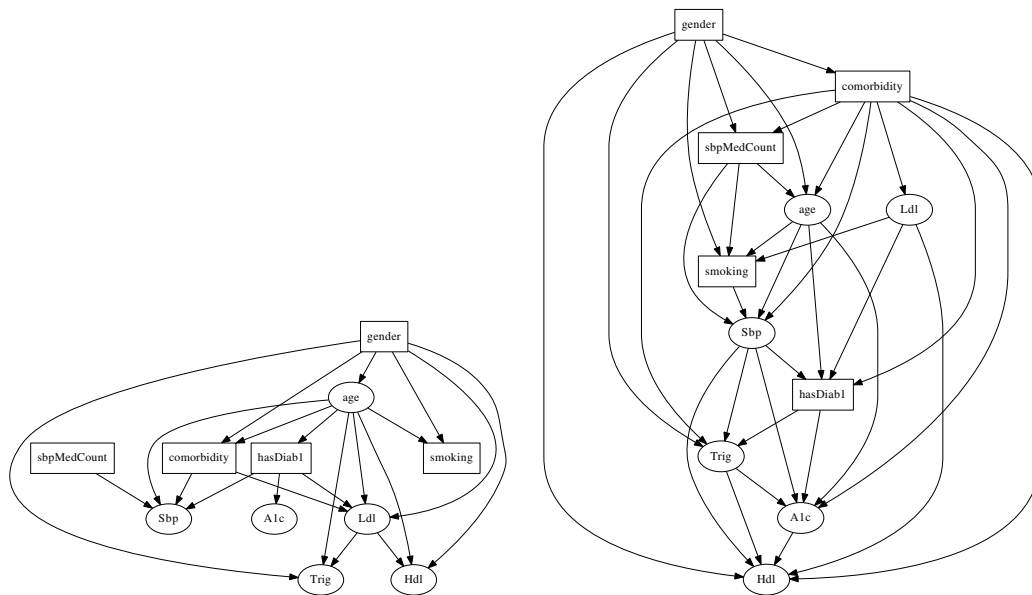 gender
age
sbpMedCount
comorbidity
hasDiab1
smoking
Sbp
A1c
Ldl
Trig
Hdl
gender
comorbidity
sbpMedCount
age
Ldl
smoking
Sbp
hasDiab1
Trig
A1c
Hdl